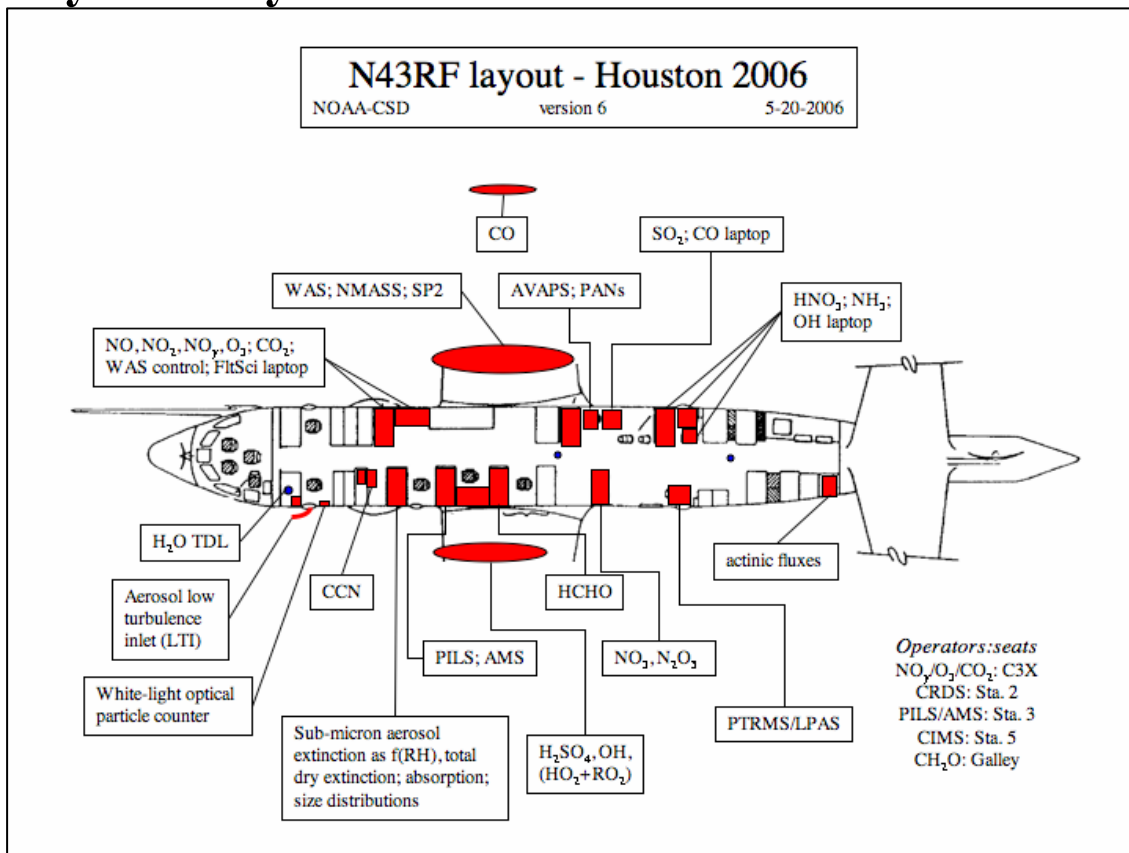 N43RF layout - Houston 2006
NOAA-CSD version 6 5-20-2006
CO
SO₂; CO laptop
WAS; NMASS; SP2
AVAPS; PANs
HNO₃; NH₃;
OH laptop
NO, NO₂, NOᵧ, O₃; CO₂;
WAS control; FltSci laptop
H₂O TDL
CCN
HCHO
actinic fluxes
Aerosol low
turbulence
inlet (LTI)
PILS; AMS
NO₃, N₂O₃
White-light optical
particle counter
Sub-micron aerosol
extinction as f(RH), total
dry extinction; absorption;
size distributions
H₂SO₄, OH,
(HO₂+RO₂)
PTRMS/LPAS
Operators:seats
NOᵧ/O₃/CO₂: C3X
CRDS: Sta. 2
PILS/AMS: Sta. 3
CIMS: Sta. 5
CH₂O: Galley